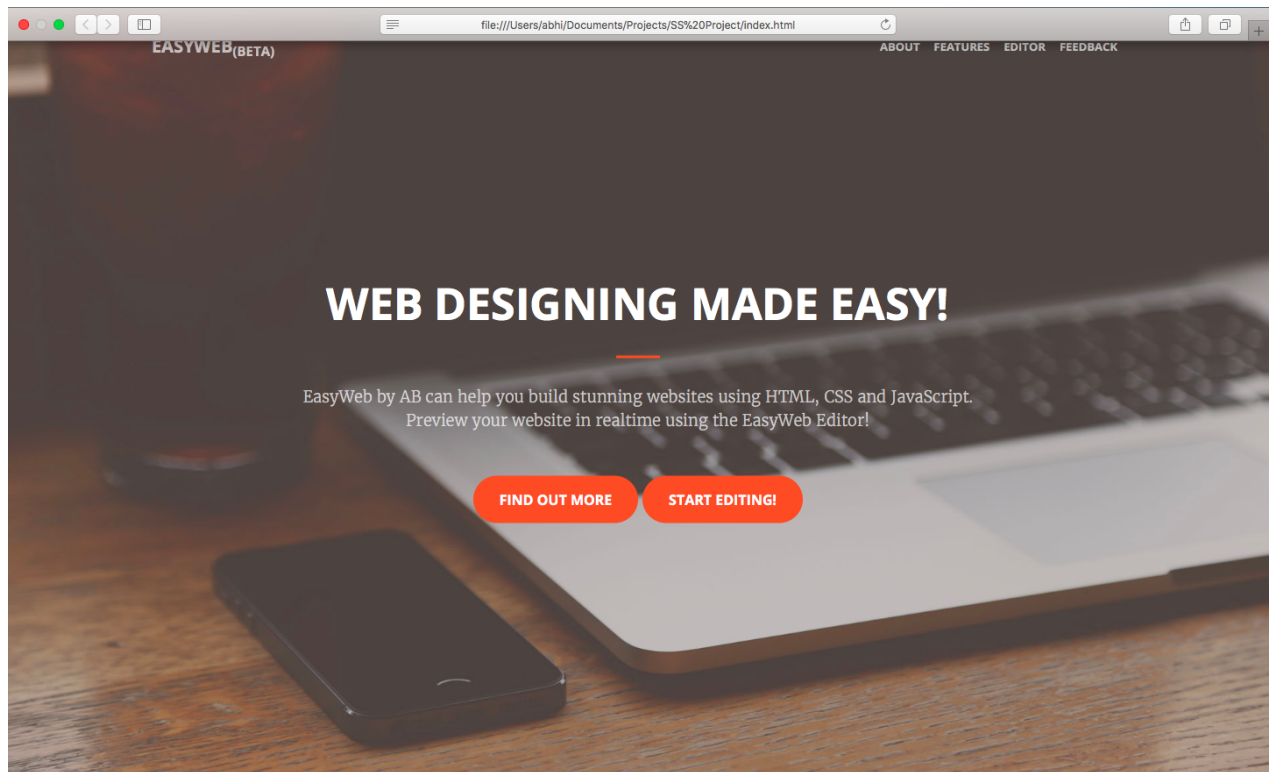 file:///Users/abhi/Documents/Projects/SS%20Project/index.html
EASYWEB(BETA)
ABOUT FEATURES EDITOR FEEDBACK
WEB DESIGNING MADE EASY!
EasyWeb by AB can help you build stunning websites using HTML, CSS and JavaScript.
Preview your website in realtime using the EasyWeb Editor!
FIND OUT MORE START EDITING!